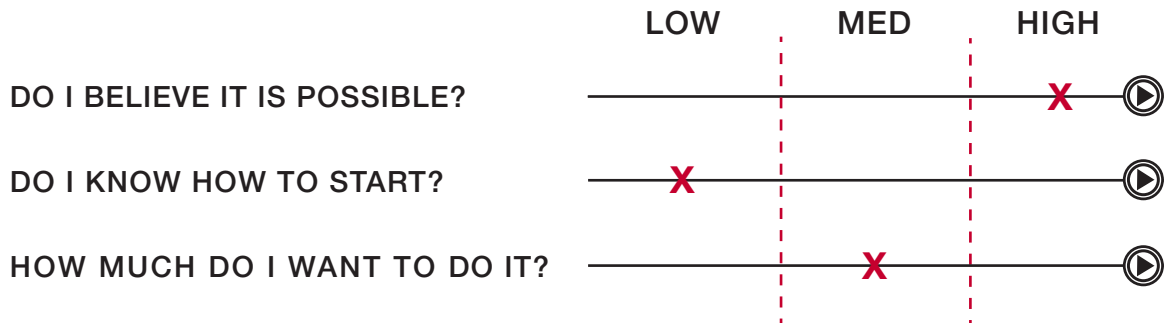 LOW MED HIGH
DO I BELIEVE IT IS POSSIBLE? X
DO I KNOW HOW TO START? X
HOW MUCH DO I WANT TO DO IT? X